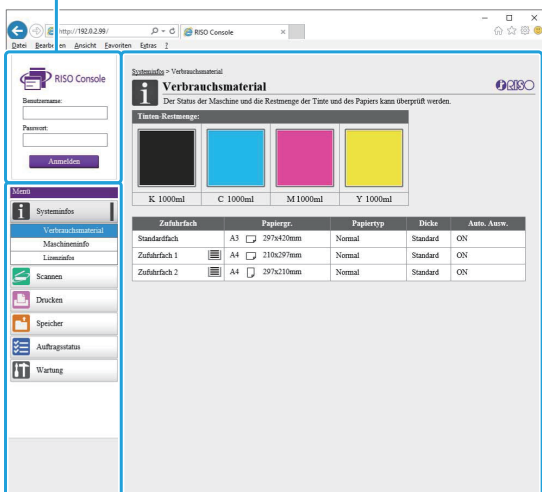 http://192.0.2.99/
RISO Console
Datei Bearbeiten Ansicht Favoriten Extras ?
RISO Console
Benutzername:
Passwort:
Anmelden
Menü
Systeminfos
Verbrauchsmaterial
Maschineninfo
Lizenzinfos
Scannen
Drucken
Speicher
Auftragsstatus
Wartung
Systeminfos > Verbrauchsmaterial
Verbrauchsmaterial
RISO
Der Status der Maschine und die Restmenge der Tinte und des Papiers kann überprüft werden.
Tinten-Restmenge:
K 1000ml C 1000ml M 1000ml Y 1000ml
Zufuhrfach Papiergr. Papiertyp Dicke Auto. Ausw.
Standardfach A3 297x420mm Normal Standard ON
Zufuhrfach 1 A4 210x297mm Normal Standard ON
Zufuhrfach 2 A4 297x210mm Normal Standard ON